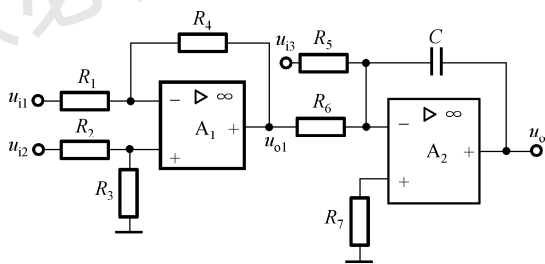 R4
ui3
R5
C
ui1
R1
− ▷ ∞
R6
− ▷ ∞
uo
R2
A1
+
uo1
A2
+
ui2
+
+
R3
R7